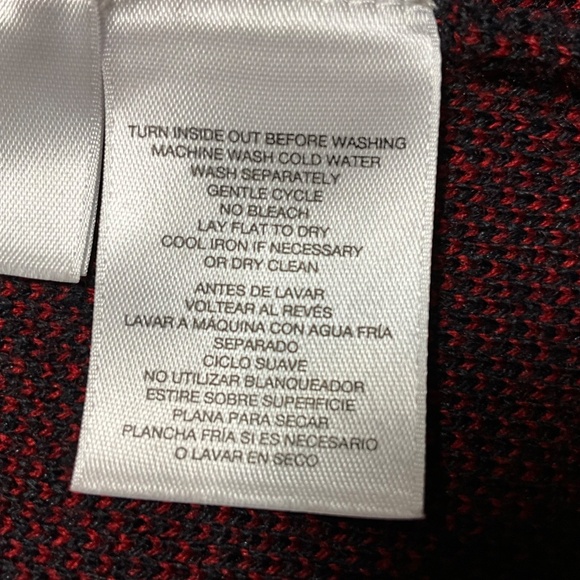 TURN INSIDE OUT BEFORE WASHING
MACHINE WASH COLD WATER
WASH SEPARATELY
GENTLE CYCLE
NO BLEACH
LAY FLAT TO DRY
COOL IRON IF NECESSARY
OR DRY CLEAN
ANTES DE LAVAR
VOLTEAR AL REVÉS
LAVAR A MÁQUINA CON AGUA FRÍA
SEPARADO
CICLO SUAVE
NO UTILIZAR BLANQUEADOR
ESTIRE SOBRE SUPERFICIE
PLANA PARA SECAR
PLANCHA FRÍA SI ES NECESARIO
O LAVAR EN SECO